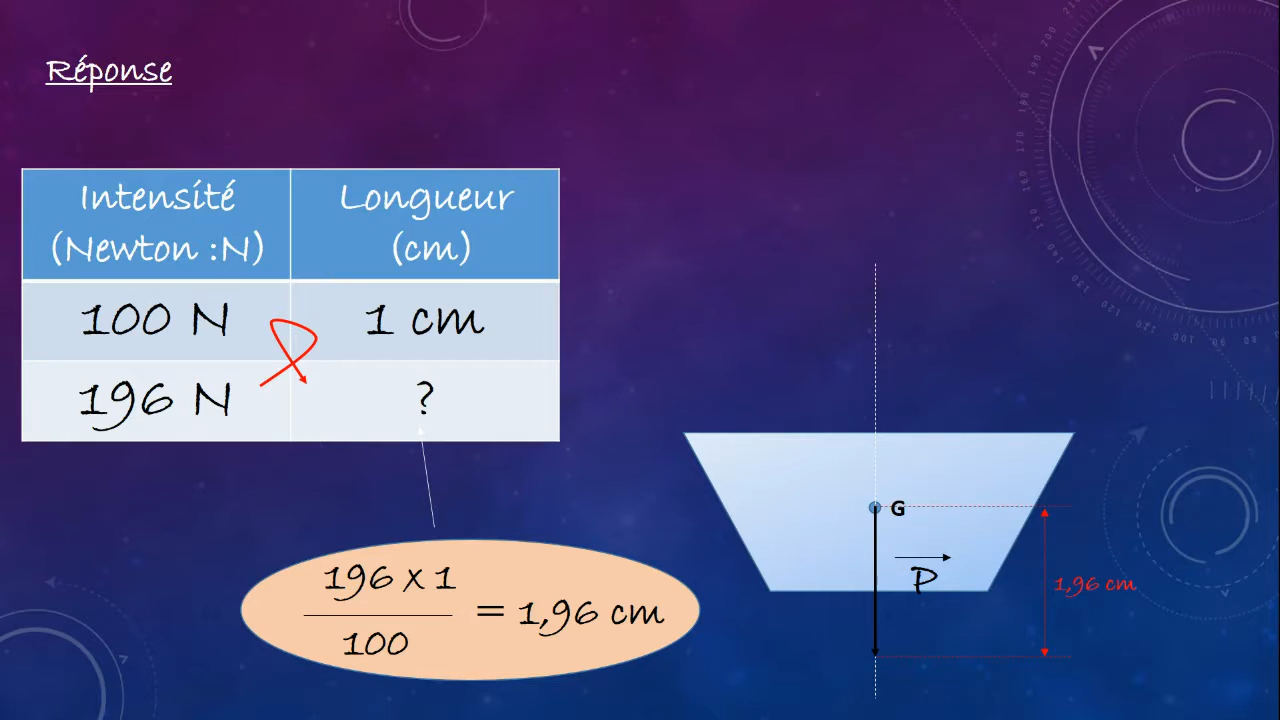 Réponse
Intensité
(Newton :N)
Longueur
(cm)
100 N
1 cm
196 N
?
196 x 1
100
= 1,96 cm
G
P
1,96 cm